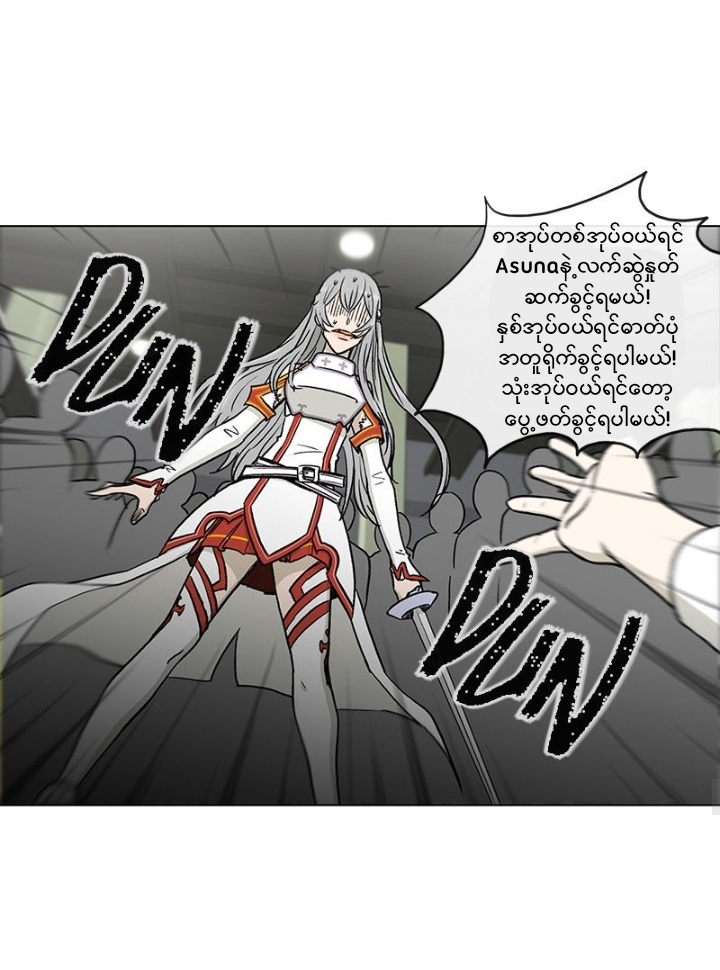 စာအုပ်တစ်အုပ်ဝယ်ရင်
Asunaနဲ့လက်ဆွဲနှုတ်
ဆက်ခွင့်ရမယ်!
နှစ်အုပ်ဝယ်ရင်ဓာတ်ပုံ
အတူရိုက်ခွင့်ရပါမယ်!
သုံးအုပ်ဝယ်ရင်တော့
ပွေ့ဖတ်ခွင့်ရပါမယ်!
DUN
DUN